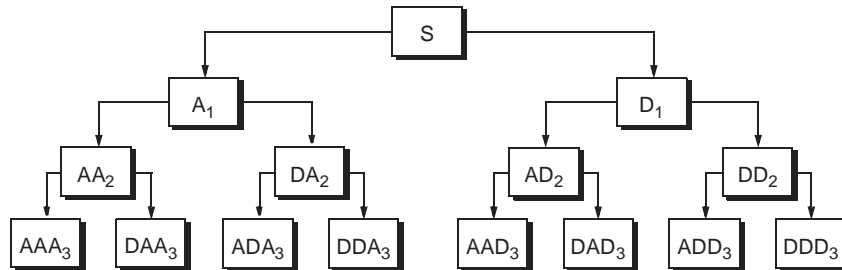 S
A₁ D₁
AA₂ DA₂ AD₂ DD₂
AAA₃ DAA₃ ADA₃ DDA₃ AAD₃ DAD₃ ADD₃ DDD₃